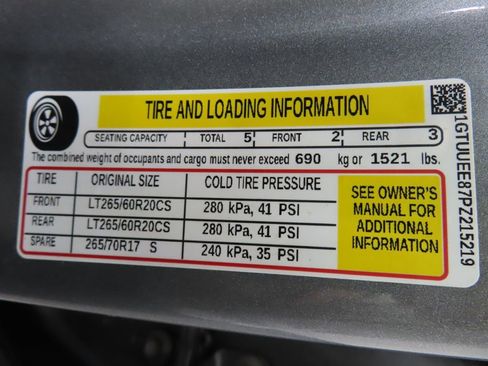 TIRE AND LOADING INFORMATION
SEATING CAPACITY TOTAL 5 FRONT 2 REAR 3
The combined weight of occupants and cargo must never exceed 690 kg or 1521 lbs.
TIRE ORIGINAL SIZE COLD TIRE PRESSURE
FRONT LT265/60R20CS 280 kPa, 41 PSI
REAR LT265/60R20CS 280 kPa, 41 PSI
SPARE 265/70R17 S 240 kPa, 35 PSI
SEE OWNER'S
MANUAL FOR
ADDITIONAL
INFORMATION
1GTUUEE87PZ215219